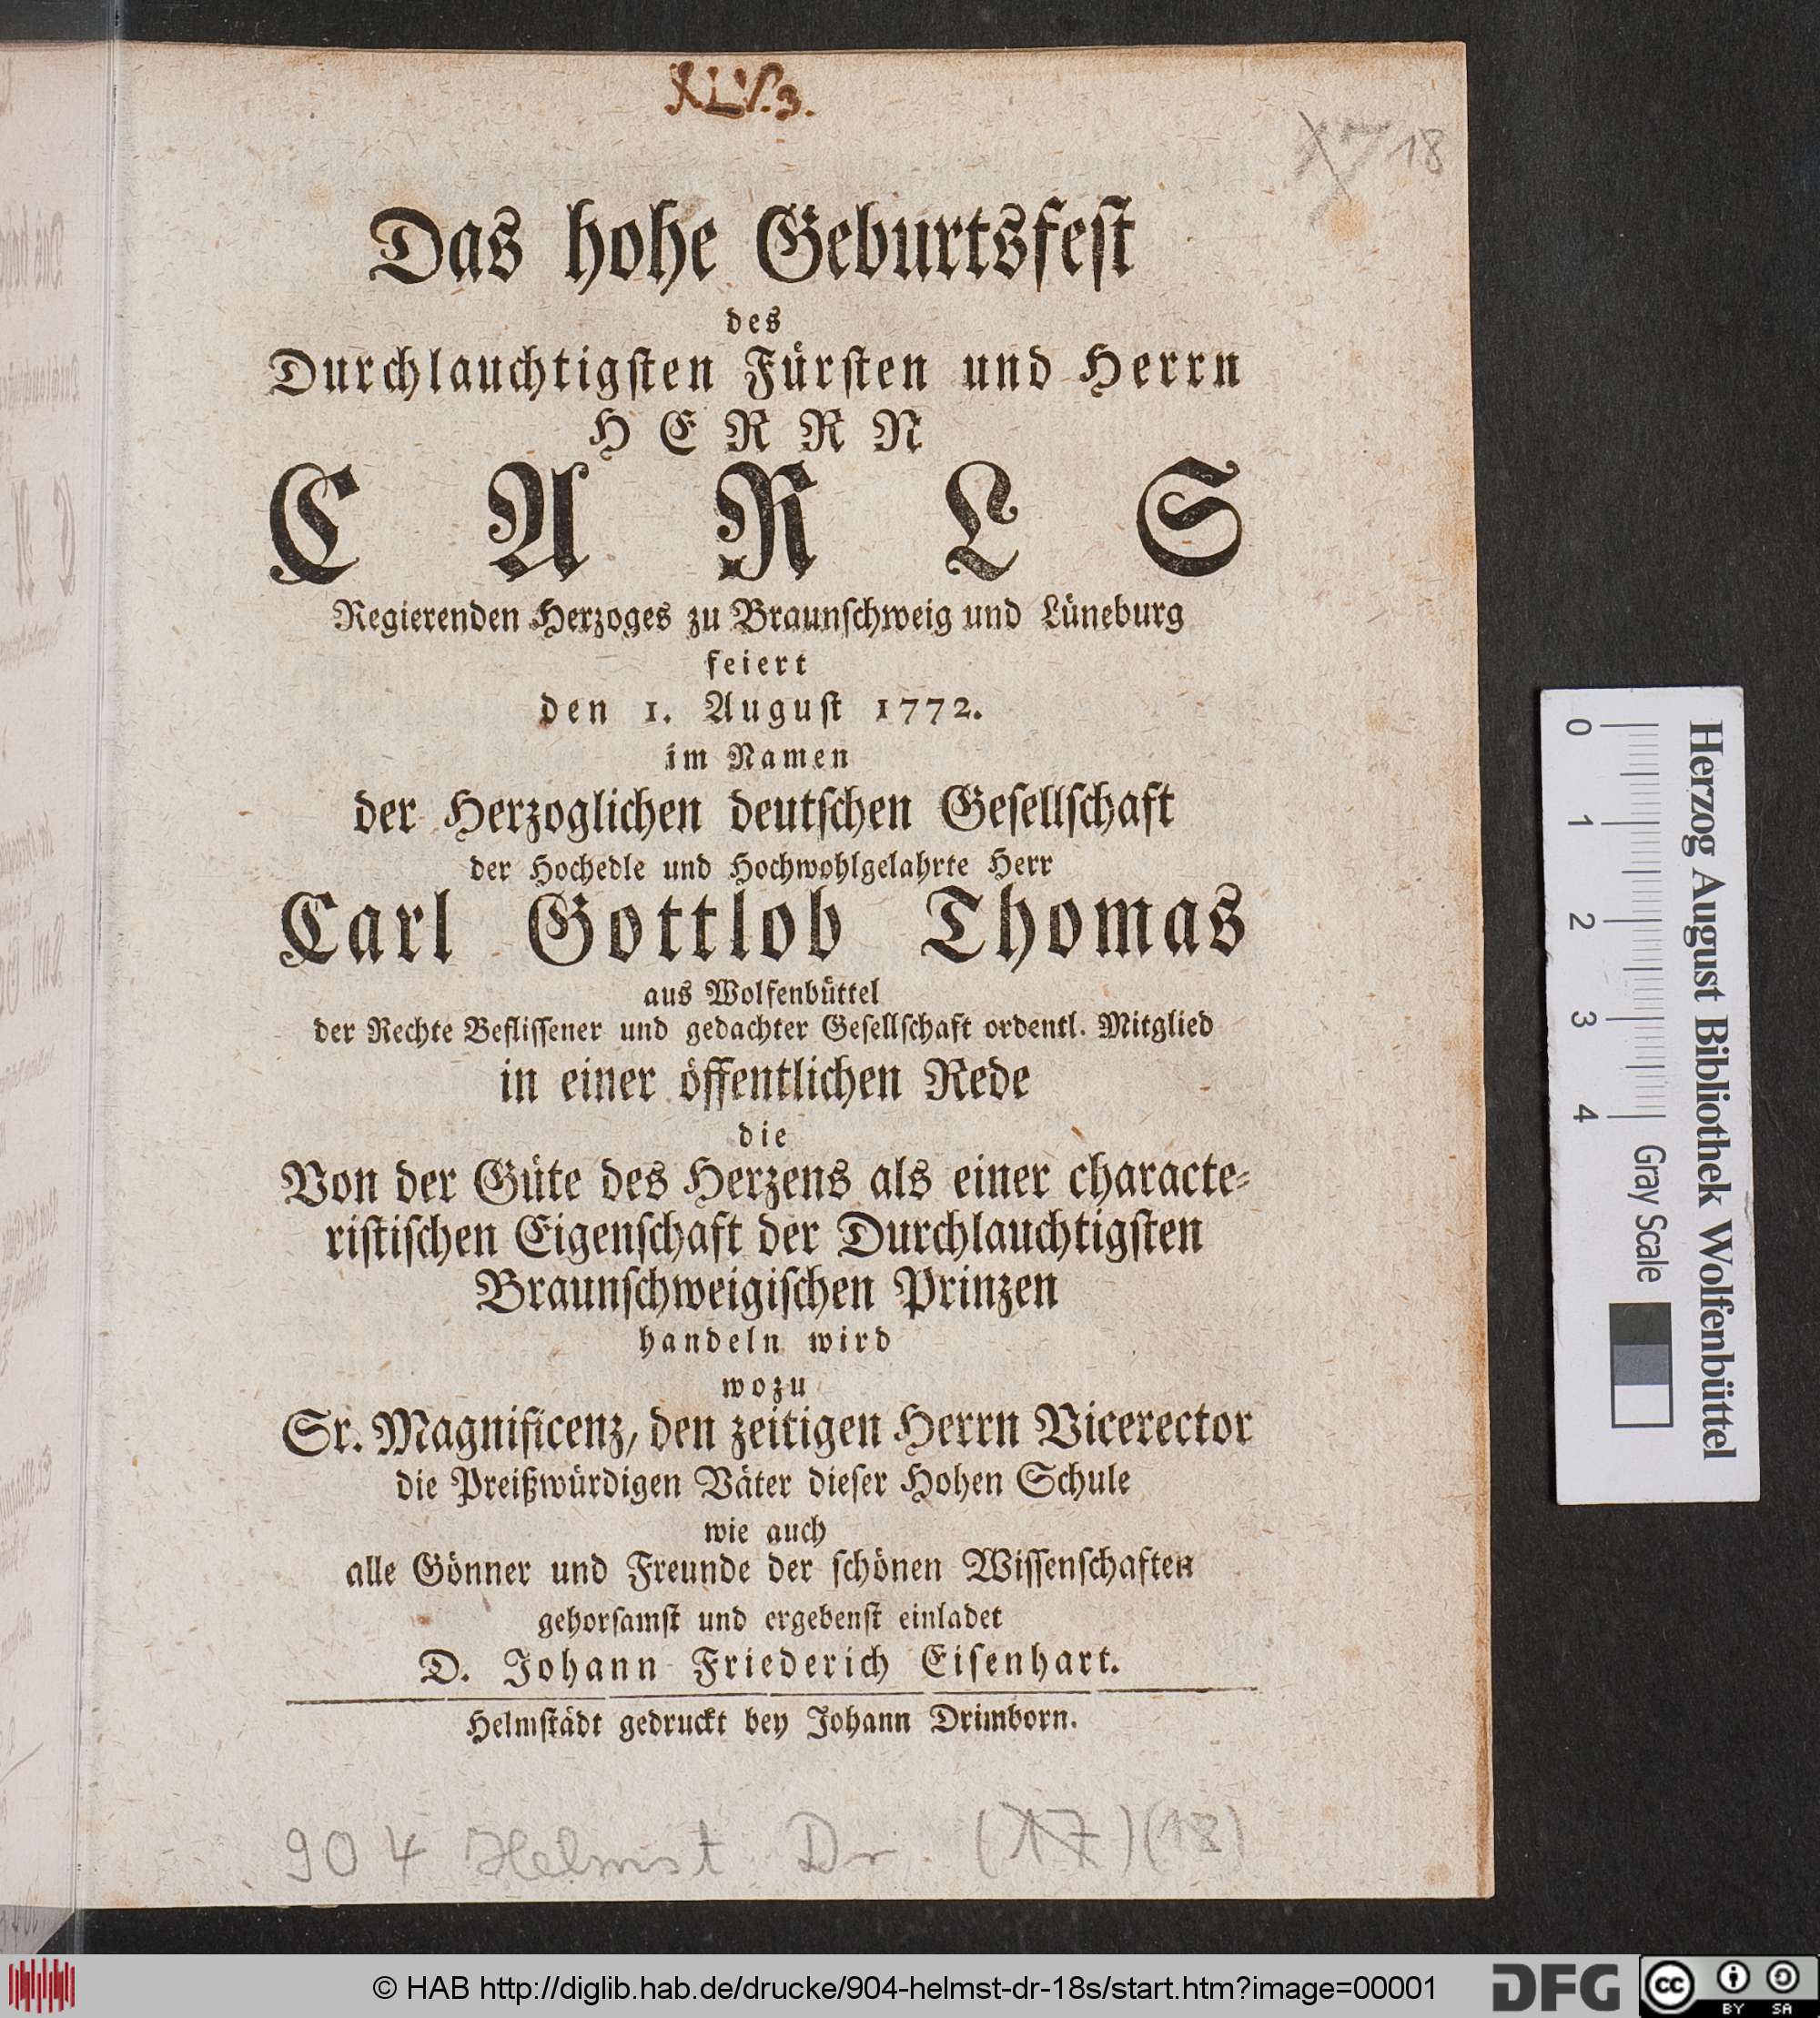 XLV.3.
18
Das hohe Geburtsfeſt
des
Durchlauchtigſten Fürſten und Herrn
HERRN
CARLS
Regierenden Herzoges zu Braunſchweig und Lüneburg
feiert
den 1. Auguſt 1772.
im Namen
der Herzoglichen deutſchen Geſellſchaft
der Hochedle und Hochwohlgelahrte Herr
Carl Gottlob Thomas
aus Wolfenbüttel
der Rechte Befliſſener und gedachter Geſellſchaft ordentl. Mitglied
in einer öffentlichen Rede
die
Von der Güte des Herzens als einer characte⸗
riſtiſchen Eigenſchaft der Durchlauchtigſten
Braunſchweigiſchen Prinzen
handeln wird
wozu
Sr. Magnificenz, den zeitigen Herrn Vicerector
die Preißwürdigen Väter dieſer Hohen Schule
wie auch
alle Gönner und Freunde der ſchönen Wiſſenſchaften
gehorſamſt und ergebenſt einladet
D. Johann Friederich Eiſenhart.
Helmſtädt gedruckt bey Johann Drimborn.
904 Helmst Dr. (17)(18)
Herzog August Bibliothek Wolfenbüttel
0 1 2 3 4 Gray Scale
© HAB http://diglib.hab.de/drucke/904-helmst-dr-18s/start.htm?image=00001
DFG
cc BY SA